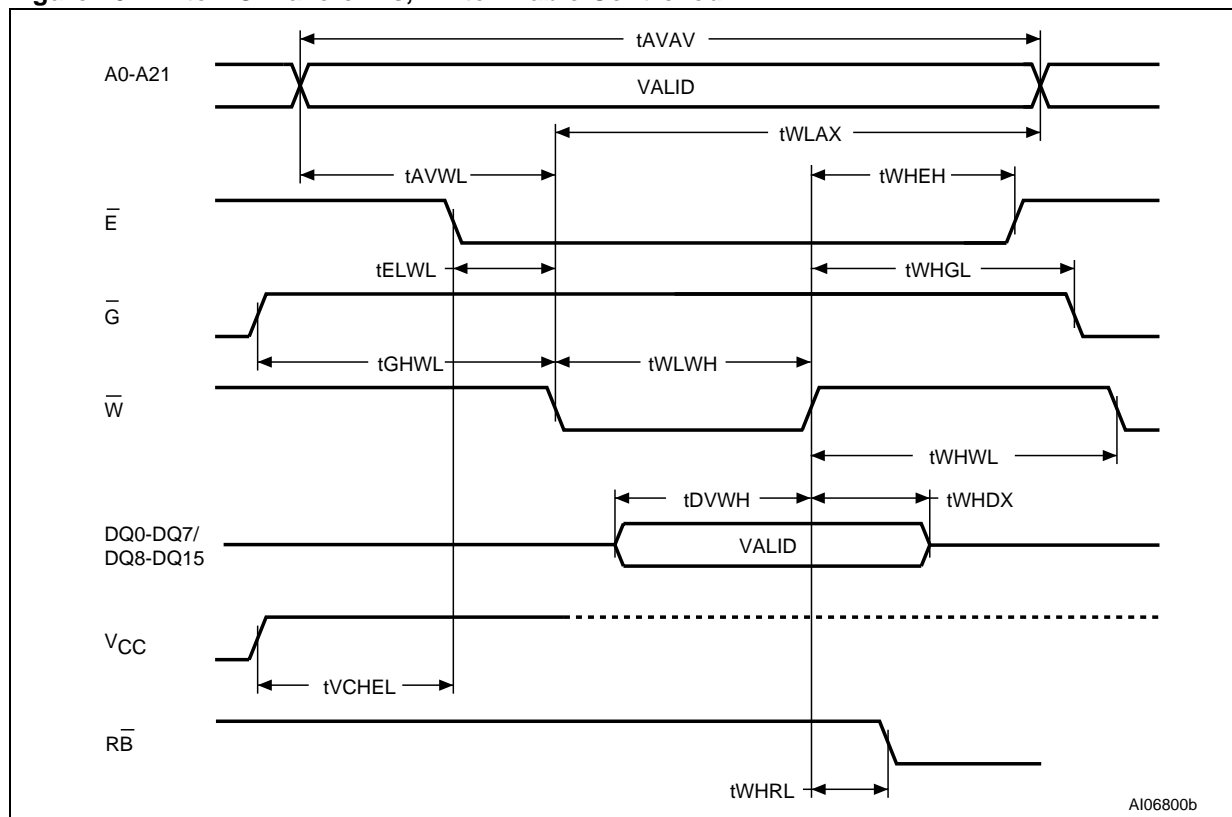 tAVAV
A0-A21
VALID
tWLAX
tAVWL
tWHEH
E̅
tELWL
tWHGL
G̅
tGHWL
tWLWH
W̅
tWHWL
tDVWH
tWHDX
DQ0-DQ7/
DQ8-DQ15
VALID
VCC
tVCHEL
RB̅
tWHRL
AI06800b